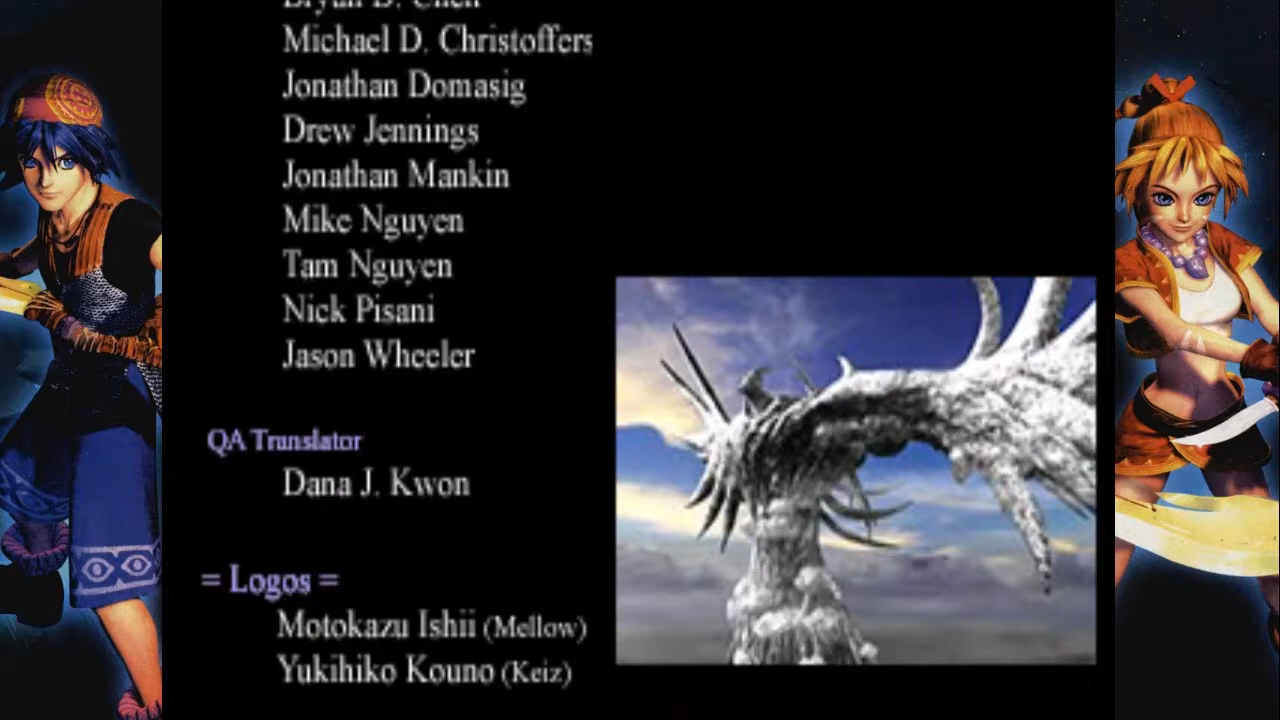 Michael D. Christoffers
Jonathan Domasig
Drew Jennings
Jonathan Mankin
Mike Nguyen
Tam Nguyen
Nick Pisani
Jason Wheeler
QA Translator
Dana J. Kwon
= Logos =
Motokazu Ishii (Mellow)
Yukihiko Kouno (Keiz)